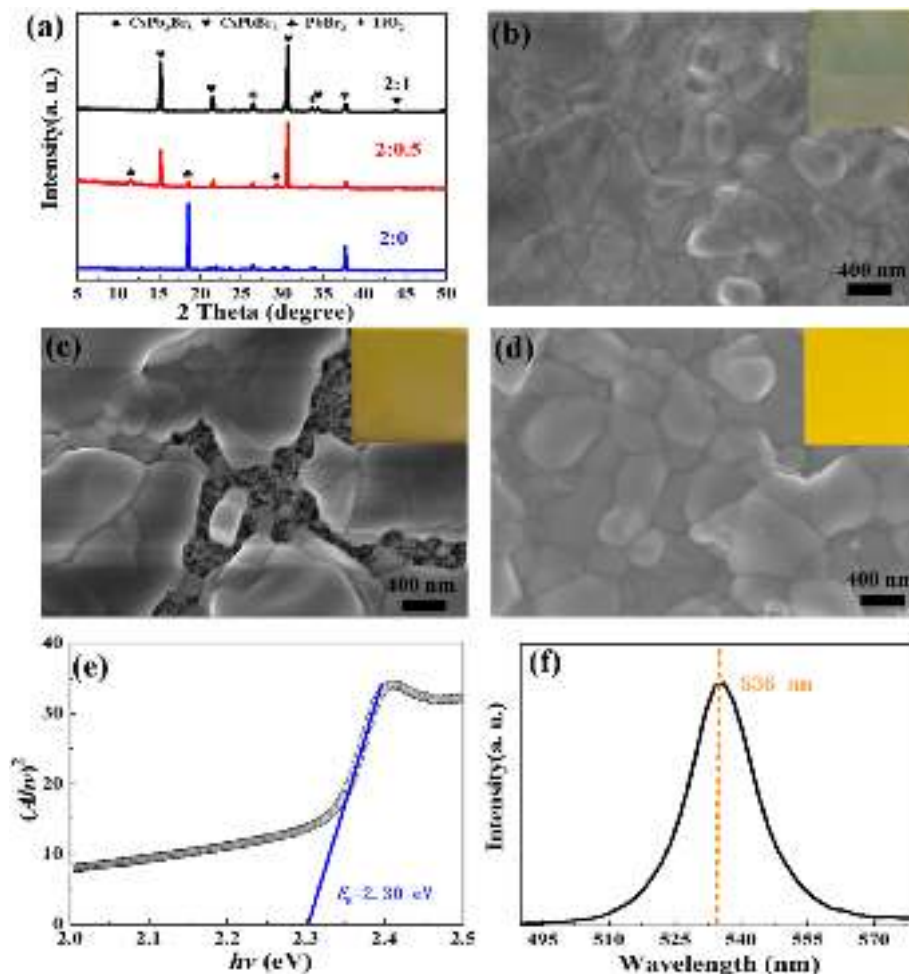 (a)
CsPb₂Br₅ CsPbBr₃ PbBr₂ TiO₂
2:1
2:0.5
2:0
Intensity(a. u.)
5 10 15 20 25 30 35 40 45 50
2 Theta (degree)
(b)
400 nm
(c)
400 nm
(d)
400 nm
(e)
40
30
20
10
0
(Ahν)²
E_g=2.30 eV
2.0 2.1 2.2 2.3 2.4 2.5
hν (eV)
(f)
536 nm
Intensity(a. u.)
495 510 525 540 555 570
Wavelength (nm)